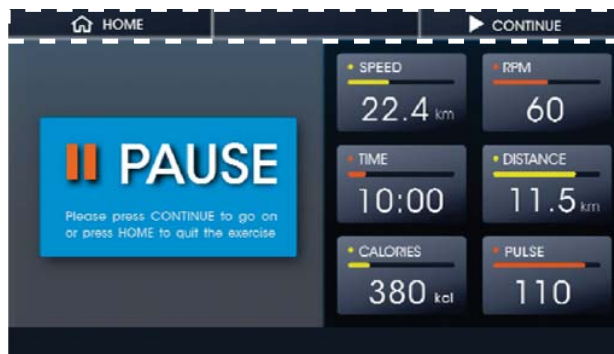 HOME
CONTINUE
PAUSE
Please press CONTINUE to go on
or press HOME to quit the exercise
SPEED
22.4 km
RPM
60
TIME
10:00
DISTANCE
11.5 km
CALORIES
380 kcl
PULSE
110